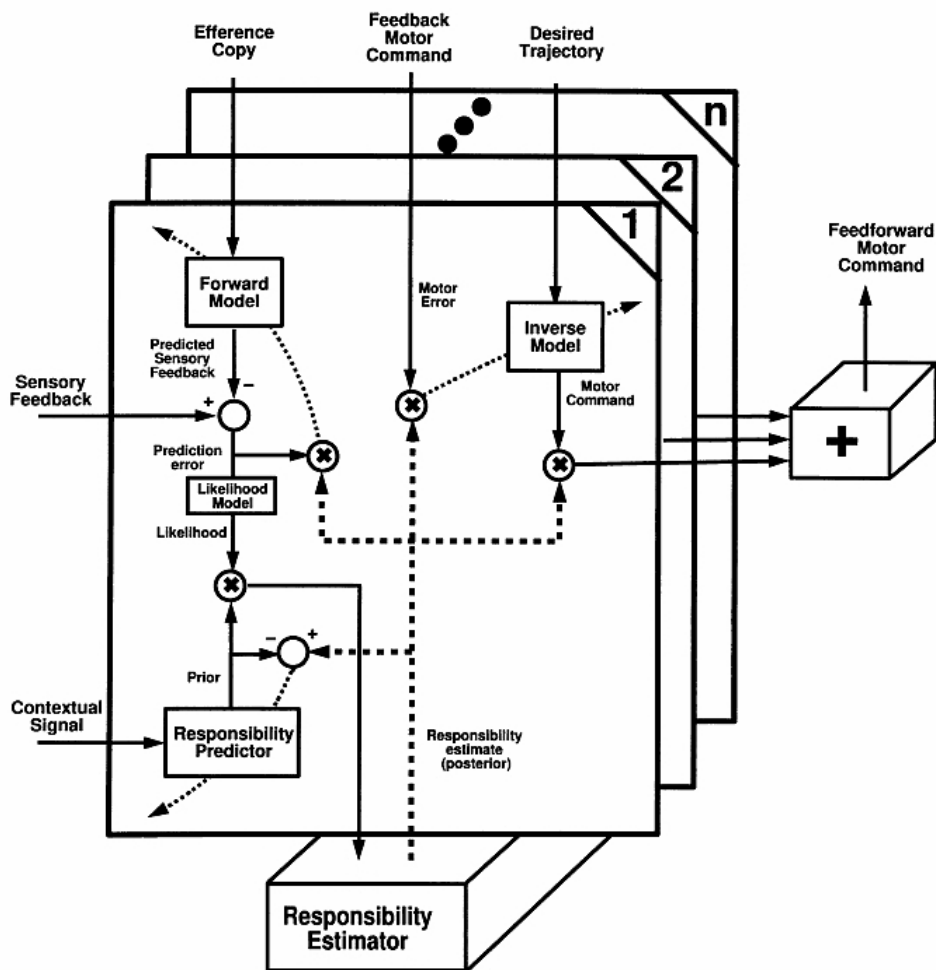 Efference
Copy
Feedback
Motor
Command
Desired
Trajectory
n
2
1
Feedforward
Motor
Command
Forward
Model
Motor
Error
Inverse
Model
Predicted
Sensory
Feedback
−
Motor
Command
Sensory
Feedback
+
+
Prediction
error
Likelihood
Model
Likelihood
−
+
Prior
Contextual
Signal
Responsibility
Predictor
Responsibility
estimate
(posterior)
Responsibility
Estimator